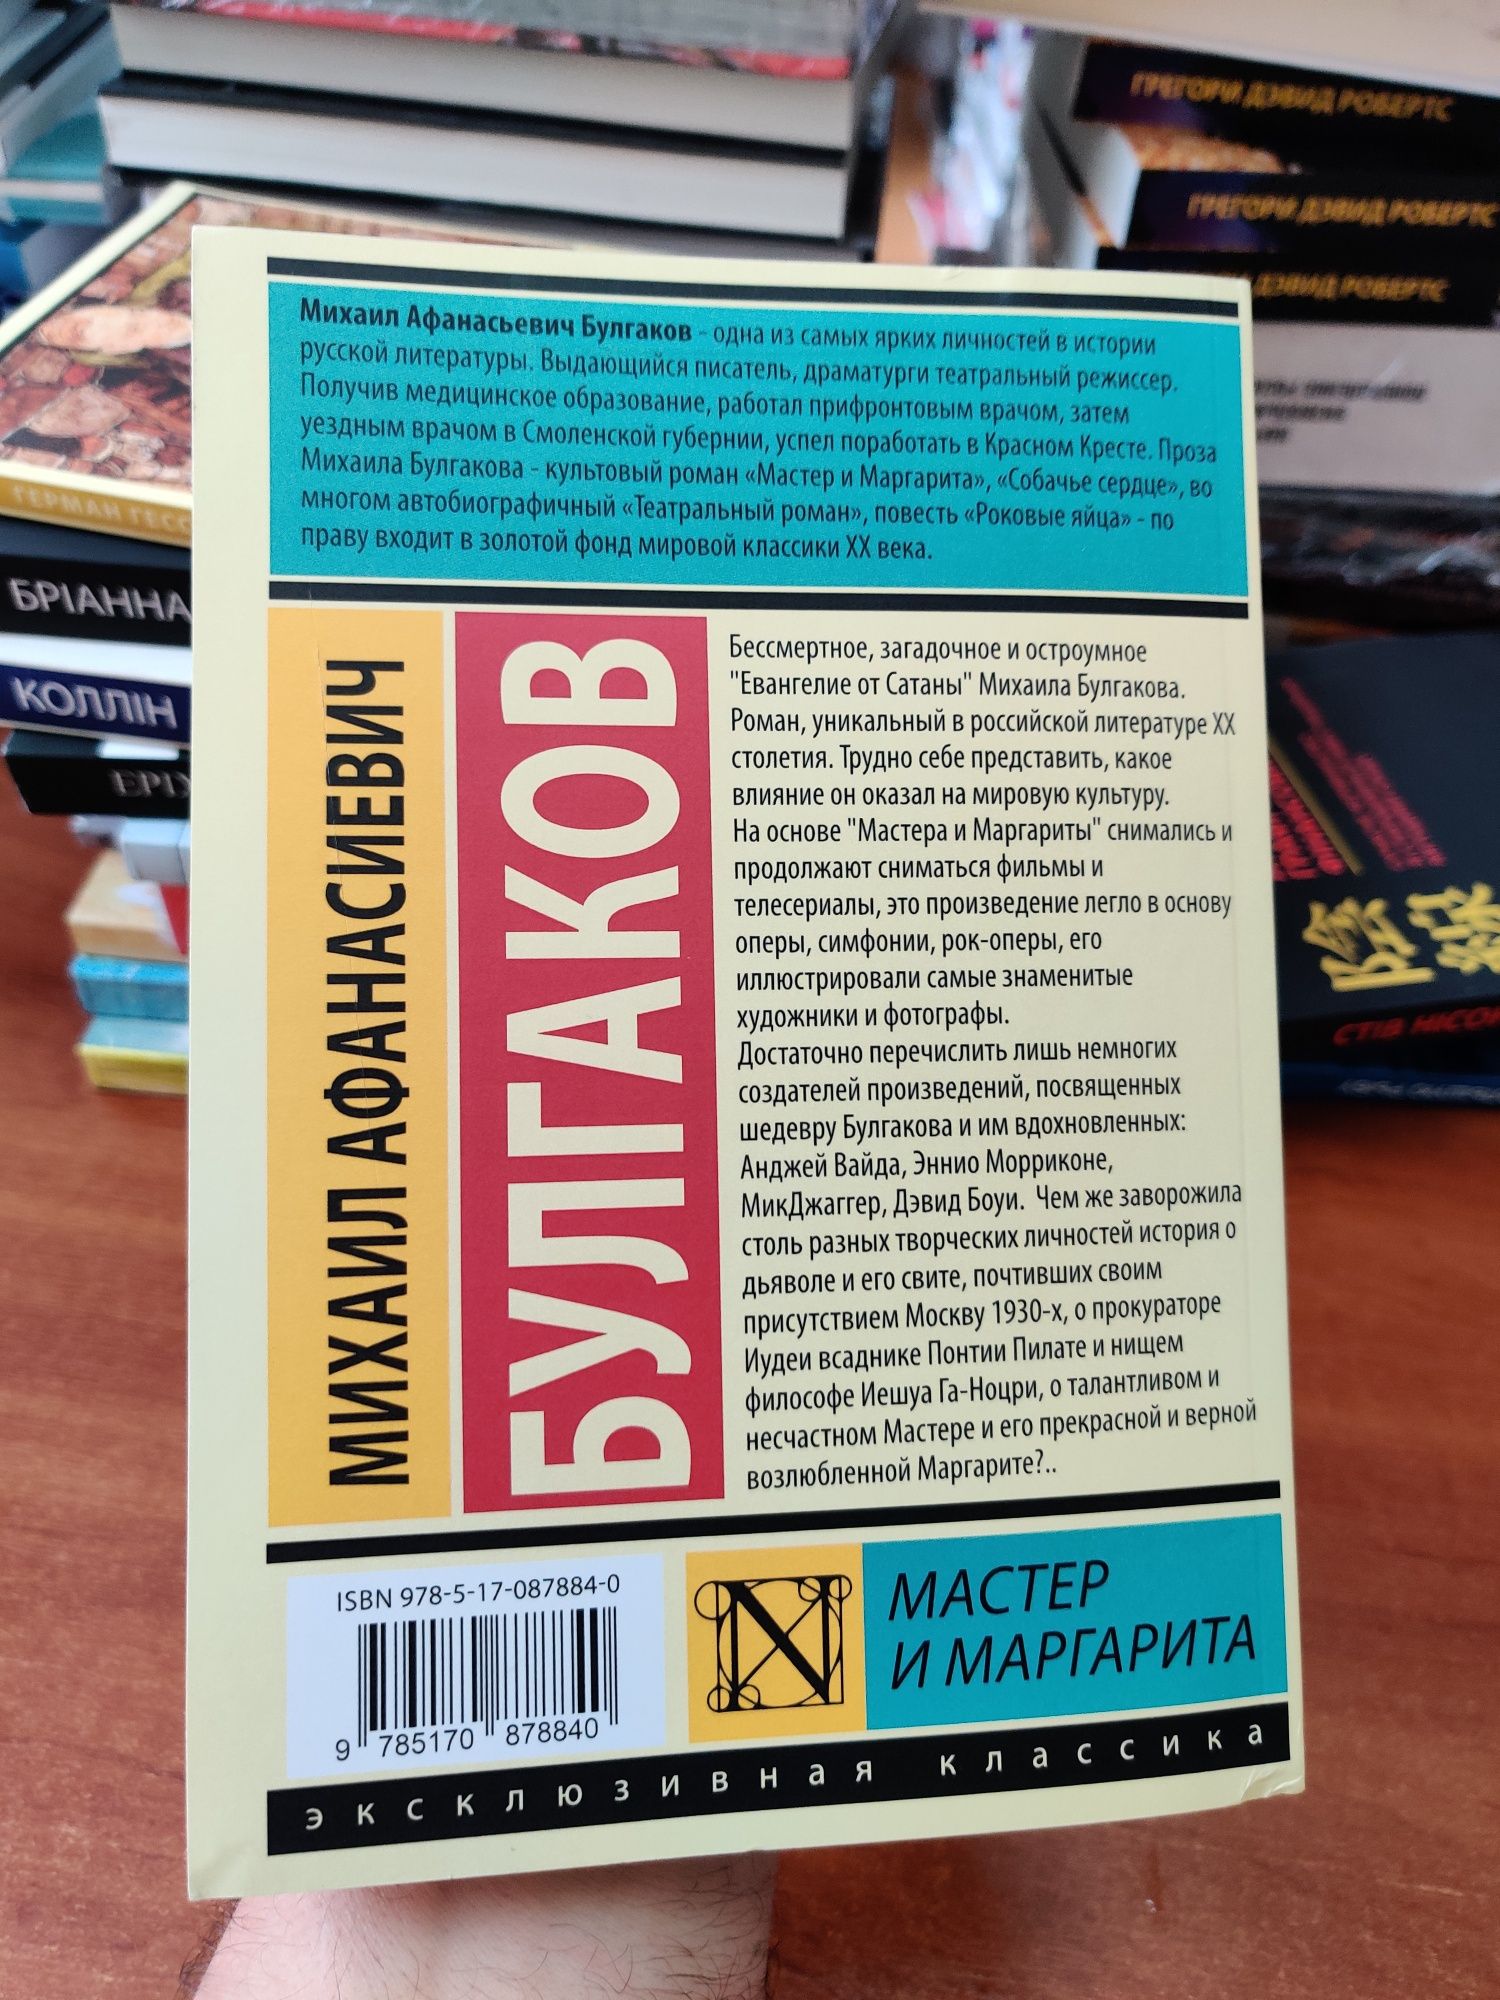 ГРЕГОРИ ДЭВИД РОБЕРТС
ГРЕГОРИ ДЭВИД РОБЕРТС
ДЭВИД РОБЕРТС
ГЕРМАН ГЕСС
БРІАННА
КОЛЛІН
ЕРІХ
СТІВ НІСОН
Михаил Афанасьевич Булгаков - одна из самых ярких личностей в истории
русской литературы. Выдающийся писатель, драматурги театральный режиссер.
Получив медицинское образование, работал прифронтовым врачом, затем
уездным врачом в Смоленской губернии, успел поработать в Красном Кресте. Проза
Михаила Булгакова - культовый роман «Мастер и Маргарита», «Собачье сердце», во
многом автобиографичный «Театральный роман», повесть «Роковые яйца» - по
праву входит в золотой фонд мировой классики XX века.
МИХАИЛ АФАНАСИЕВИЧ
БУЛГАКОВ
Бессмертное, загадочное и остроумное
"Евангелие от Сатаны" Михаила Булгакова.
Роман, уникальный в российской литературе XX
столетия. Трудно себе представить, какое
влияние он оказал на мировую культуру.
На основе "Мастера и Маргариты" снимались и
продолжают сниматься фильмы и
телесериалы, это произведение легло в основу
оперы, симфонии, рок-оперы, его
иллюстрировали самые знаменитые
художники и фотографы.
Достаточно перечислить лишь немногих
создателей произведений, посвященных
шедевру Булгакова и им вдохновленных:
Анджей Вайда, Эннио Морриконе,
МикДжаггер, Дэвид Боуи. Чем же заворожила
столь разных творческих личностей история о
дьяволе и его свите, почтивших своим
присутствием Москву 1930-х, о прокураторе
Иудеи всаднике Понтии Пилате и нищем
философе Иешуа Га-Ноцри, о талантливом и
несчастном Мастере и его прекрасной и верной
возлюбленной Маргарите?..
ISBN 978-5-17-087884-0
9 785170 878840
МАСТЕР
И МАРГАРИТА
эксклюзивная классика